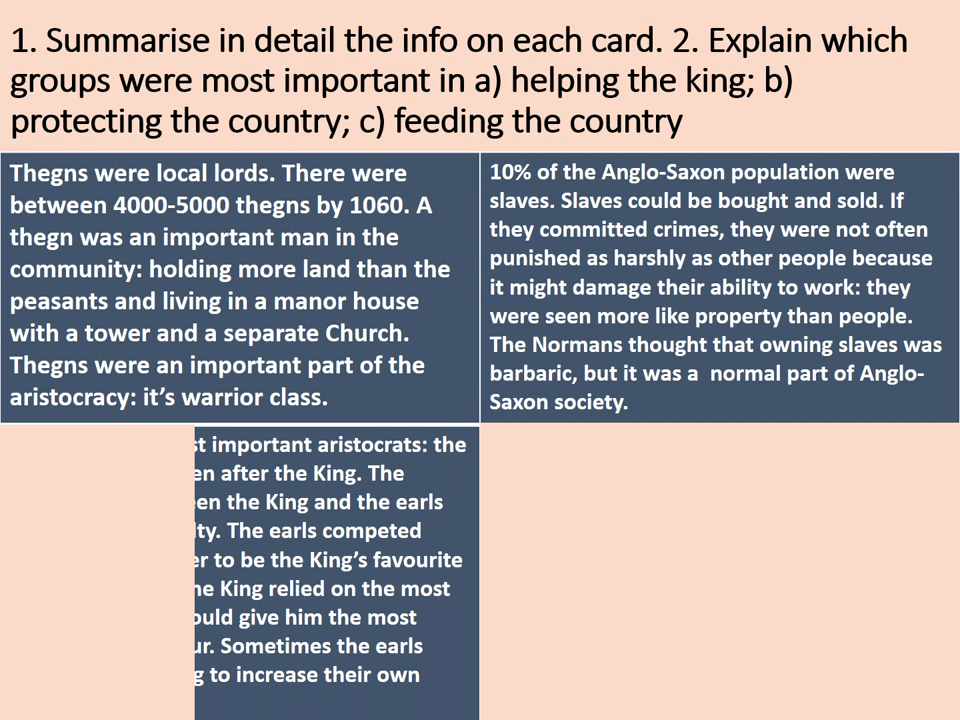 1. Summarise in detail the info on each card. 2. Explain which
groups were most important in a) helping the king; b)
protecting the country; c) feeding the country
Thegns were local lords. There were
between 4000-5000 thegns by 1060. A
thegn was an important man in the
community: holding more land than the
peasants and living in a manor house
with a tower and a separate Church.
Thegns were an important part of the
aristocracy: it’s warrior class.
10% of the Anglo-Saxon population were
slaves. Slaves could be bought and sold. If
they committed crimes, they were not often
punished as harshly as other people because
it might damage their ability to work: they
were seen more like property than people.
The Normans thought that owning slaves was
barbaric, but it was a normal part of Anglo-
Saxon society.
important aristocrats: the
after the King. The
the King and the earls
The earls competed
to be the King’s favourite
King relied on the most
give him the most
Sometimes the earls
to increase their own